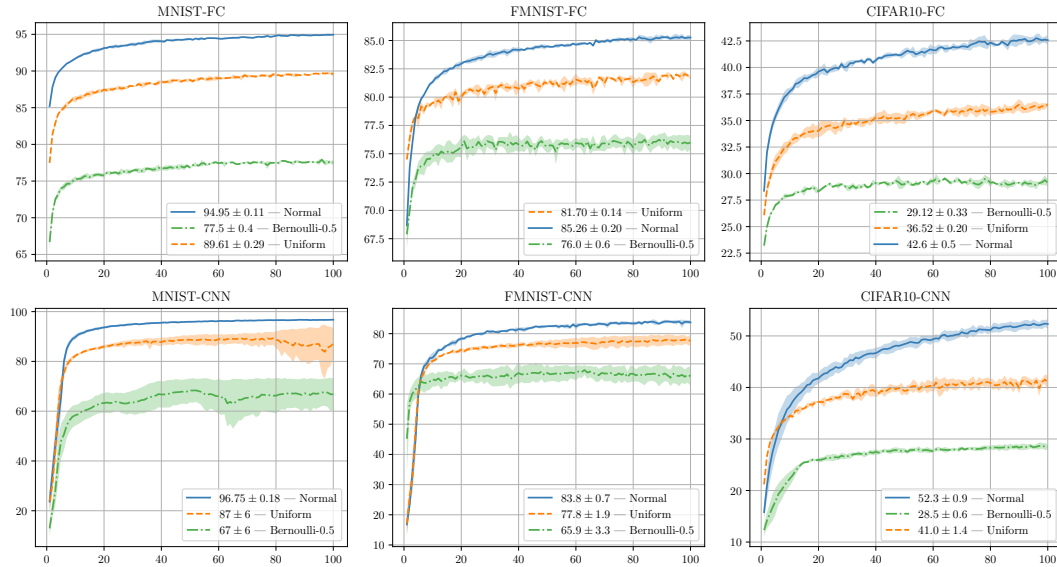 MNIST-FC
95
90
85
80
75
70
65
94.95 ± 0.11 — Normal
77.5 ± 0.4 — Bernoulli-0.5
89.61 ± 0.29 — Uniform
0 20 40 60 80 100
FMNIST-FC
85.0
82.5
80.0
77.5
75.0
72.5
70.0
67.5
81.70 ± 0.14 — Uniform
85.26 ± 0.20 — Normal
76.0 ± 0.6 — Bernoulli-0.5
0 20 40 60 80 100
CIFAR10-FC
42.5
40.0
37.5
35.0
32.5
30.0
27.5
25.0
22.5
29.12 ± 0.33 — Bernoulli-0.5
36.52 ± 0.20 — Uniform
42.6 ± 0.5 — Normal
0 20 40 60 80 100
MNIST-CNN
100
80
60
40
20
96.75 ± 0.18 — Normal
87 ± 6 — Uniform
67 ± 6 — Bernoulli-0.5
0 20 40 60 80 100
FMNIST-CNN
80
70
60
50
40
30
20
10
83.8 ± 0.7 — Normal
77.8 ± 1.9 — Uniform
65.9 ± 3.3 — Bernoulli-0.5
0 20 40 60 80 100
CIFAR10-CNN
50
40
30
20
10
52.3 ± 0.9 — Normal
28.5 ± 0.6 — Bernoulli-0.5
41.0 ± 1.4 — Uniform
0 20 40 60 80 100